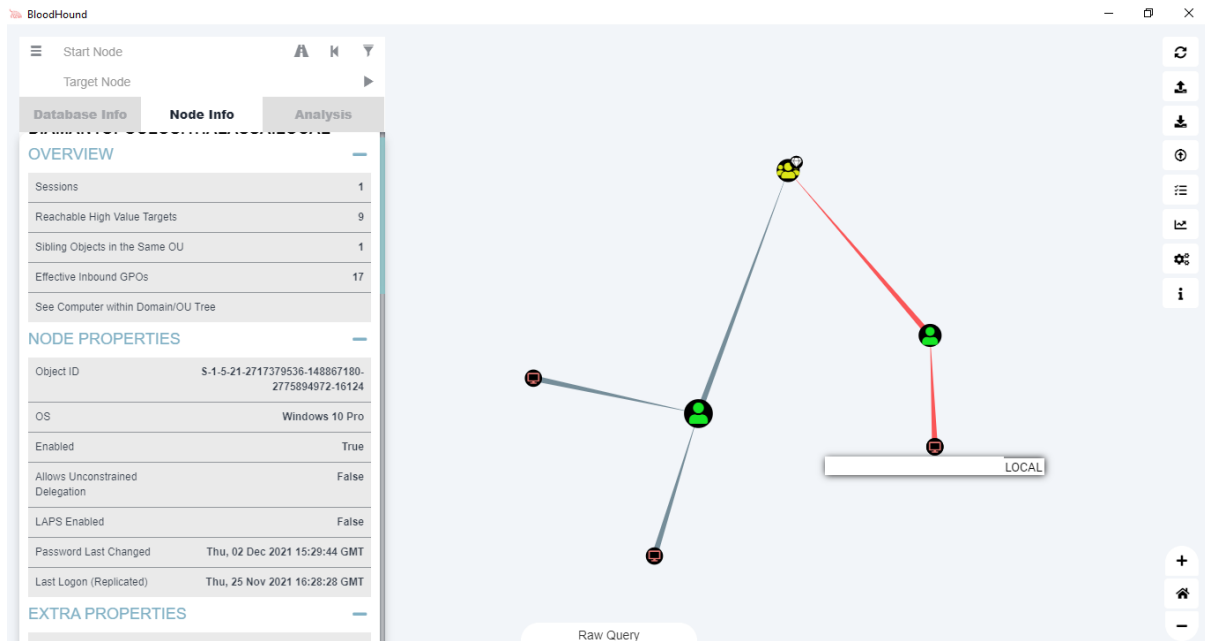 BloodHound
Start Node
Target Node
Database Info
Node Info
Analysis
OVERVIEW
Sessions 1
Reachable High Value Targets 9
Sibling Objects in the Same OU 1
Effective Inbound GPOs 17
See Computer within Domain/OU Tree
NODE PROPERTIES
Object ID S-1-5-21-2717379536-148867180-
2775894972-16124
OS Windows 10 Pro
Enabled True
Allows Unconstrained False
Delegation
LAPS Enabled False
Password Last Changed Thu, 02 Dec 2021 15:29:44 GMT
Last Logon (Replicated) Thu, 25 Nov 2021 16:28:28 GMT
EXTRA PROPERTIES
LOCAL
Raw Query